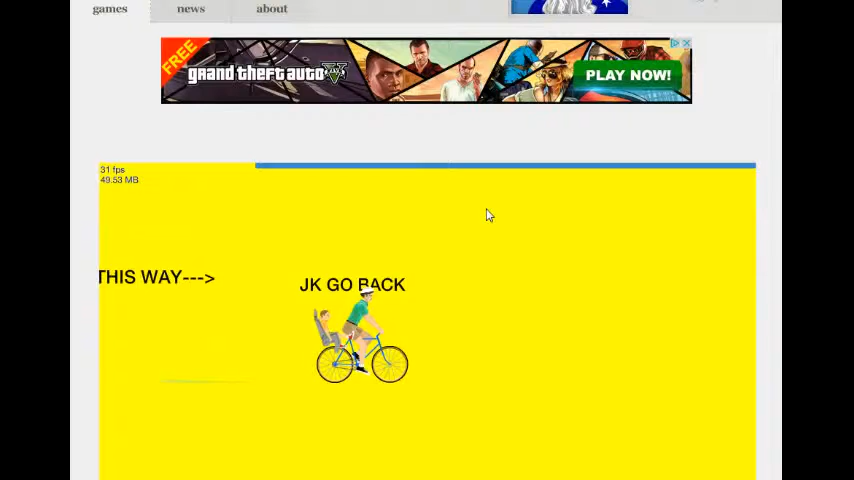 games news about
FREE
grand theft auto V
PLAY NOW!
31 fps
49.53 MB
THIS WAY--->
JK GO BACK